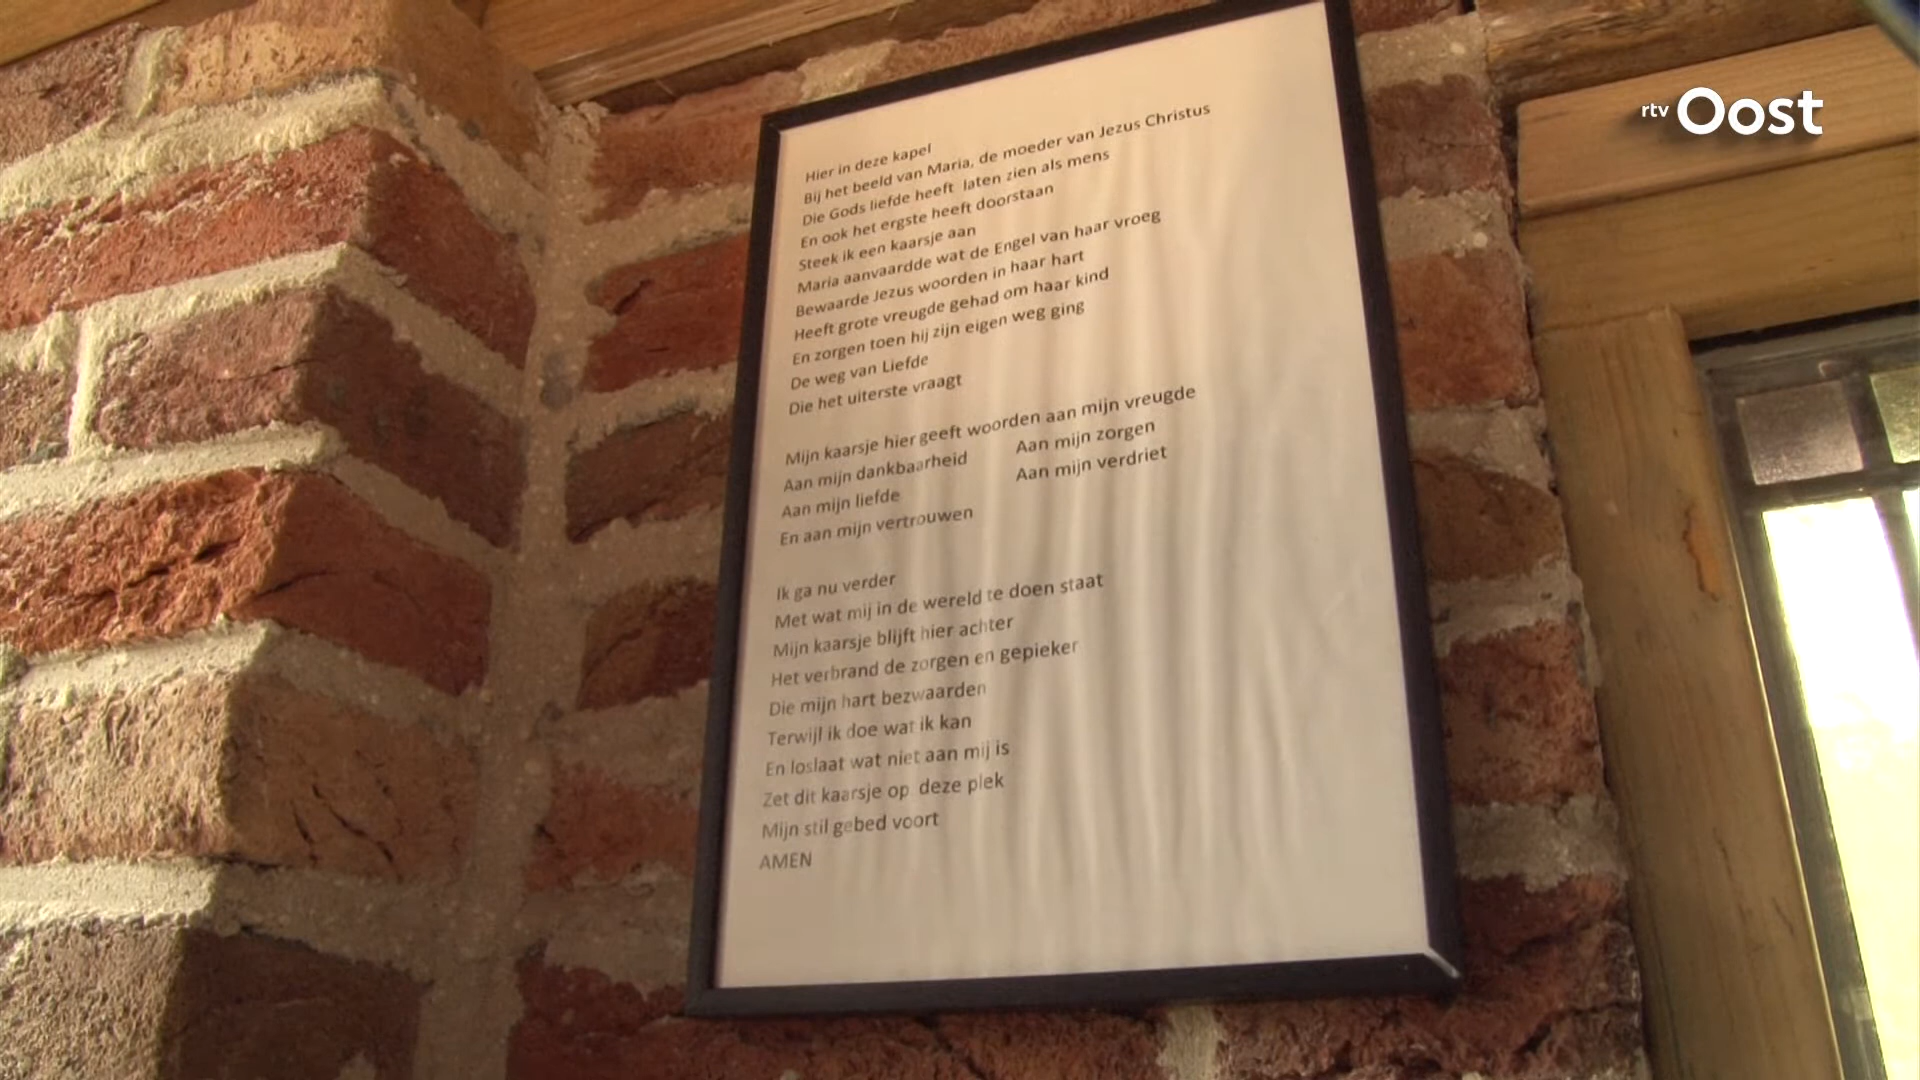 rtv Oost
Hier in deze kapel
Bij het beeld van Maria, de moeder van Jezus Christus
Die Gods liefde heeft laten zien als mens
En ook het ergste heeft doorstaan
Steek ik een kaarsje aan
Maria aanvaardde wat de Engel van haar vroeg
Bewaarde Jezus woorden in haar hart
Heeft grote vreugde gehad om haar kind
En zorgen toen hij zijn eigen weg ging
De weg van Liefde
Die het uiterste vraagt
Mijn kaarsje hier geeft woorden aan mijn vreugde
Aan mijn dankbaarheid Aan mijn zorgen
Aan mijn liefde Aan mijn verdriet
En aan mijn vertrouwen
Ik ga nu verder
Met wat mij in de wereld te doen staat
Mijn kaarsje blijft hier achter
Het verbrand de zorgen en gepieker
Die mijn hart bezwaarden
Terwijl ik doe wat ik kan
En loslaat wat niet aan mij is
Zet dit kaarsje op deze plek
Mijn stil gebed voort
AMEN